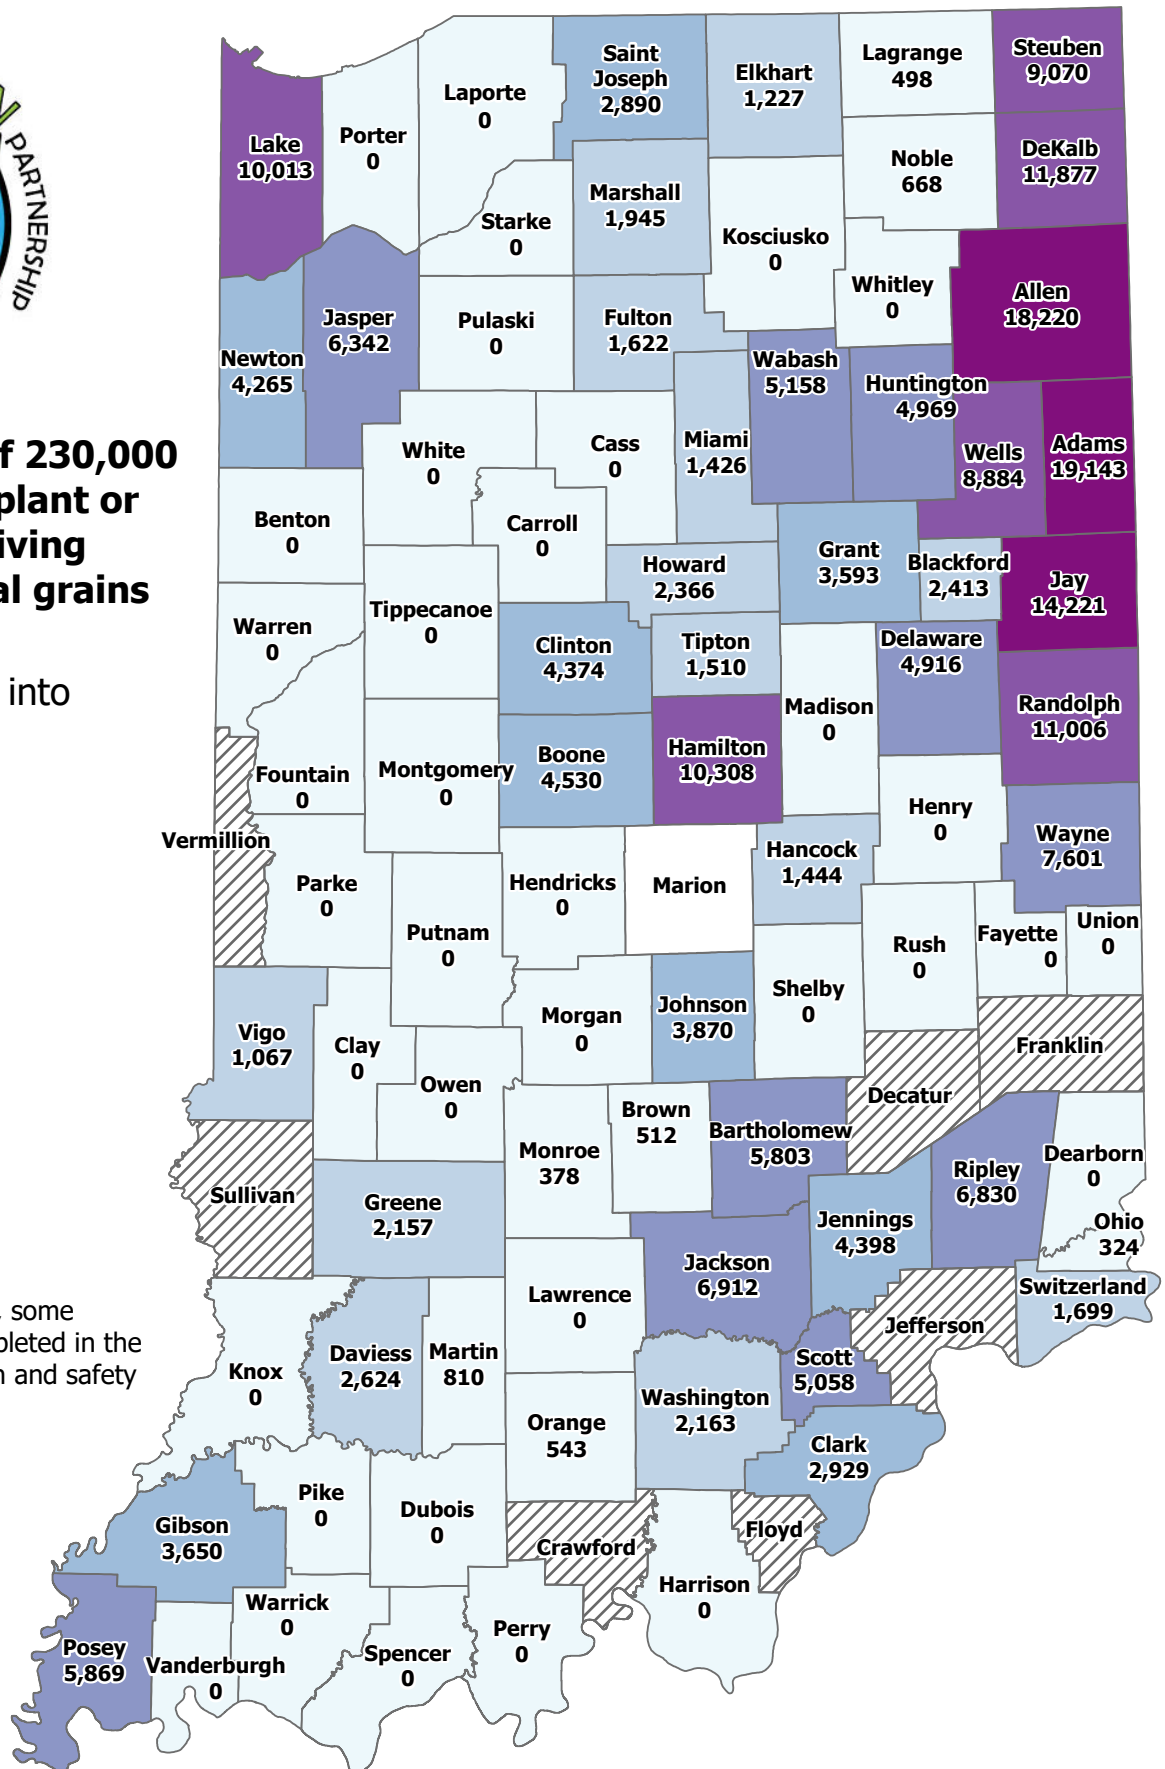 PARTNERSHIP
230,000
plant or
grains
into
some
in the
and safety
Lake
10,013
Porter
0
Laporte
0
Saint
Joseph
2,890
Elkhart
1,227
Lagrange
498
Steuben
9,070
Noble
668
DeKalb
11,877
Starke
0
Marshall
1,945
Kosciusko
0
Whitley
0
Allen
18,220
Newton
4,265
Jasper
6,342
Pulaski
0
Fulton
1,622
Wabash
5,158
Huntington
4,969
White
0
Cass
0
Miami
1,426
Wells
8,884
Adams
19,143
Benton
0
Carroll
0
Howard
2,366
Grant
3,593
Blackford
2,413
Jay
14,221
Warren
0
Tippecanoe
0
Clinton
4,374
Tipton
1,510
Madison
0
Delaware
4,916
Randolph
11,006
Fountain
0
Montgomery
0
Boone
4,530
Hamilton
10,308
Henry
0
Wayne
7,601
Vermillion
Parke
0
Putnam
0
Hendricks
0
Marion
Hancock
1,444
Rush
0
Fayette
0
Union
0
Vigo
1,067
Clay
0
Owen
0
Morgan
0
Johnson
3,870
Shelby
0
Decatur
Franklin
Sullivan
Greene
2,157
Monroe
378
Brown
512
Bartholomew
5,803
Jennings
4,398
Ripley
6,830
Dearborn
0
Ohio
324
Switzerland
1,699
Knox
0
Daviess
2,624
Martin
810
Lawrence
0
Jackson
6,912
Jefferson
Scott
5,058
Orange
543
Washington
2,163
Clark
2,929
Gibson
3,650
Pike
0
Dubois
0
Crawford
Floyd
Harrison
0
Posey
5,869
Vanderburgh
0
Warrick
0
Spencer
0
Perry
0